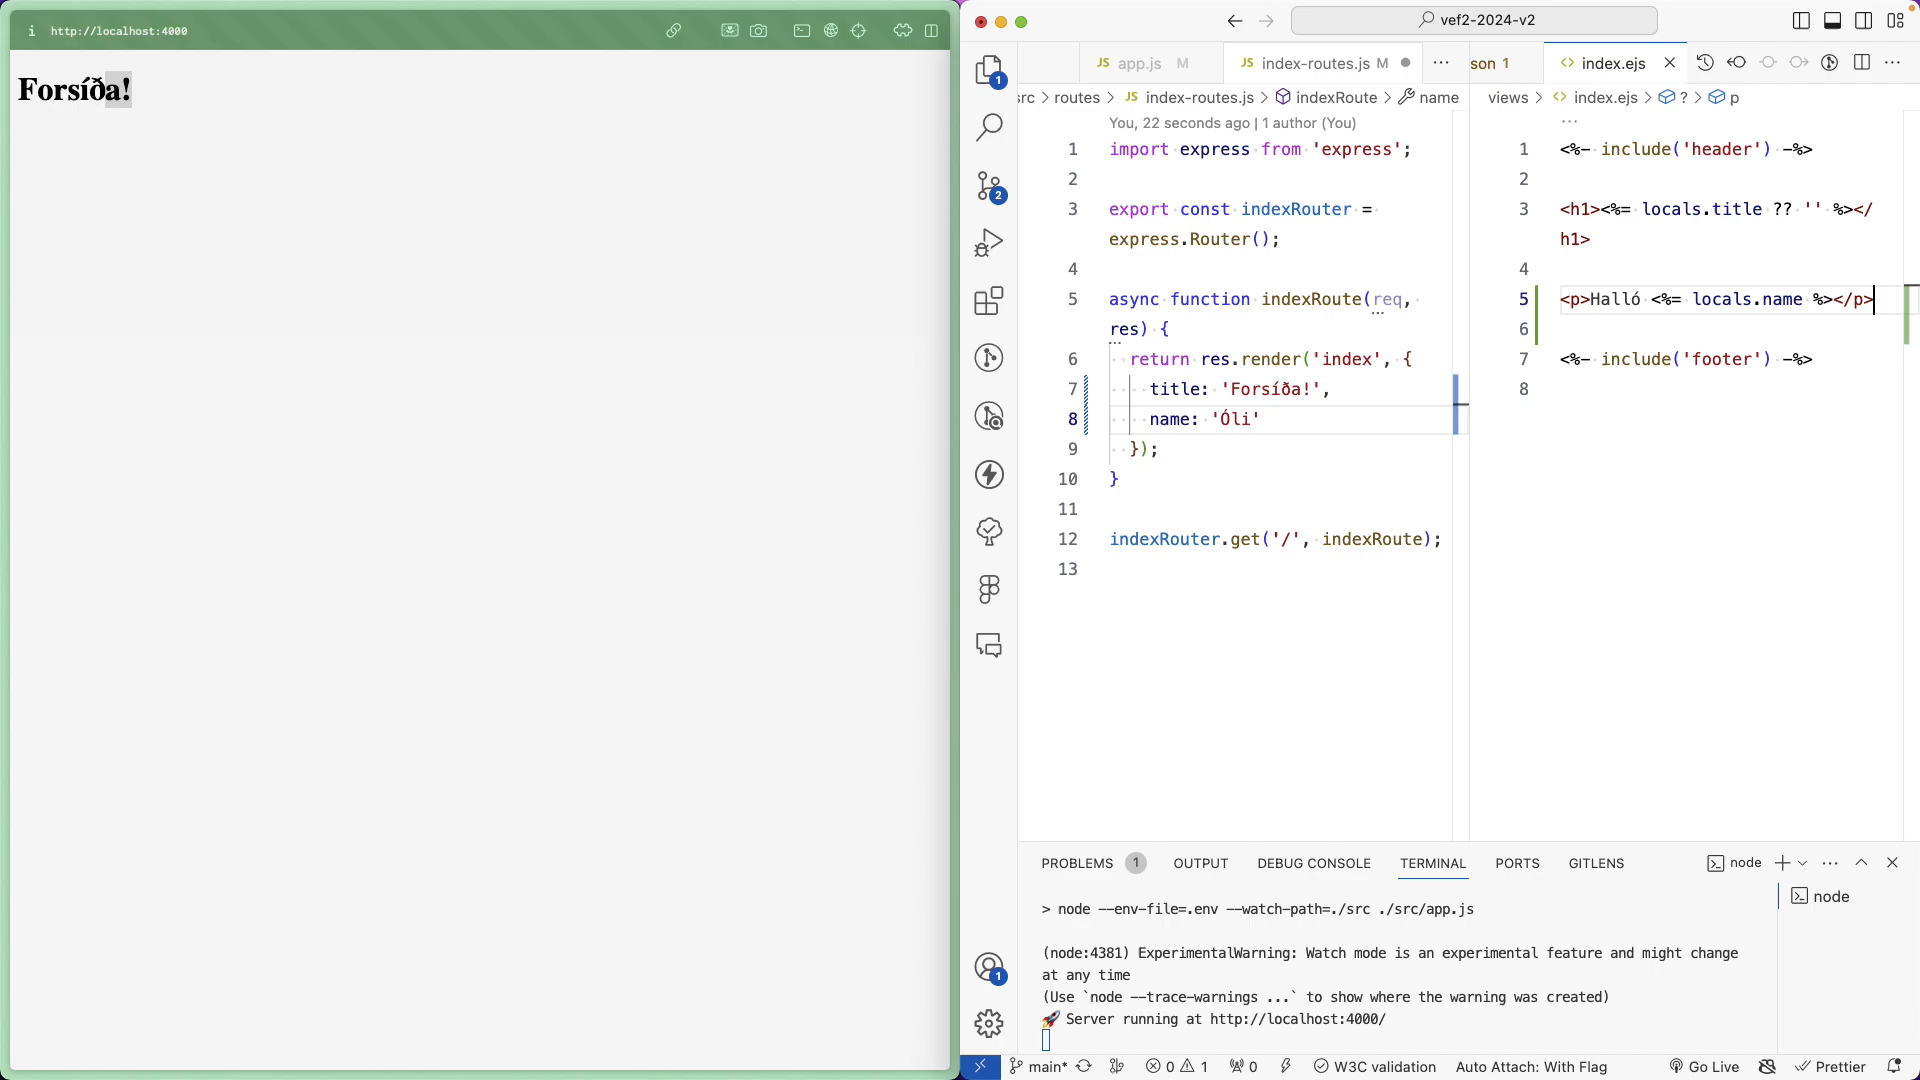 http://localhost:4000
Forsíða!
vef2-2024-v2
JS app.js M
JS index-routes.js M
son 1
index.ejs
src > routes > JS index-routes.js > indexRoute > name
views > index.ejs > ? > p
You, 22 seconds ago | 1 author (You)
1 import express from 'express';
2
3 export const indexRouter =
express.Router();
4
5 async function indexRoute(req,
res) {
6 return res.render('index', {
7 title: 'Forsíða!',
8 name: 'Óli'
9 });
10 }
11
12 indexRouter.get('/', indexRoute);
13
...
1 <%- include('header') -%>
2
3 <h1><%= locals.title ?? '' %></
h1>
4
5 <p>Halló <%= locals.name %></p>
6
7 <%- include('footer') -%>
8
1
2
1
PROBLEMS 1 OUTPUT DEBUG CONSOLE TERMINAL PORTS GITLENS
node
node
> node --env-file=.env --watch-path=./src ./src/app.js
(node:4381) ExperimentalWarning: Watch mode is an experimental feature and might change
at any time
(Use `node --trace-warnings ...` to show where the warning was created)
🚀 Server running at http://localhost:4000/
main* 0 1 0 W3C validation Auto Attach: With Flag Go Live Prettier